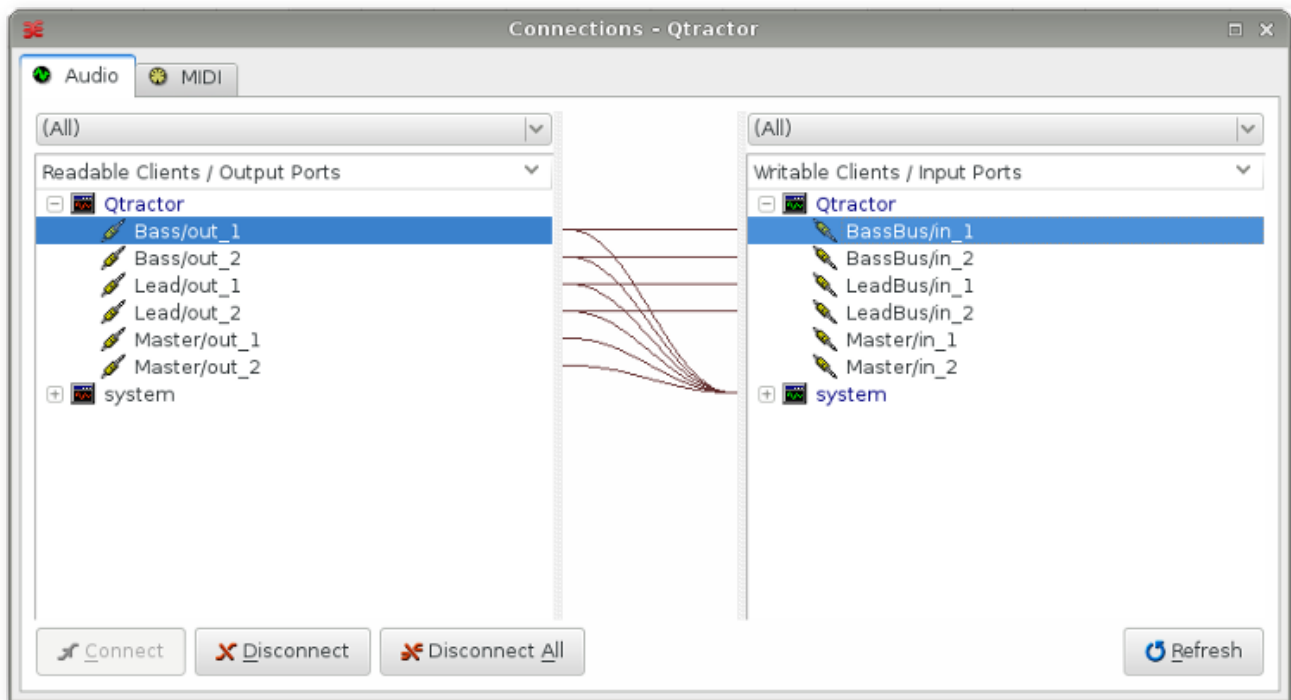 Connections - Qtractor
Audio
MIDI
(All)
Readable Clients / Output Ports
Qtractor
Bass/out_1
Bass/out_2
Lead/out_1
Lead/out_2
Master/out_1
Master/out_2
system
(All)
Writable Clients / Input Ports
Qtractor
BassBus/in_1
BassBus/in_2
LeadBus/in_1
LeadBus/in_2
Master/in_1
Master/in_2
system
Connect
Disconnect
Disconnect All
Refresh